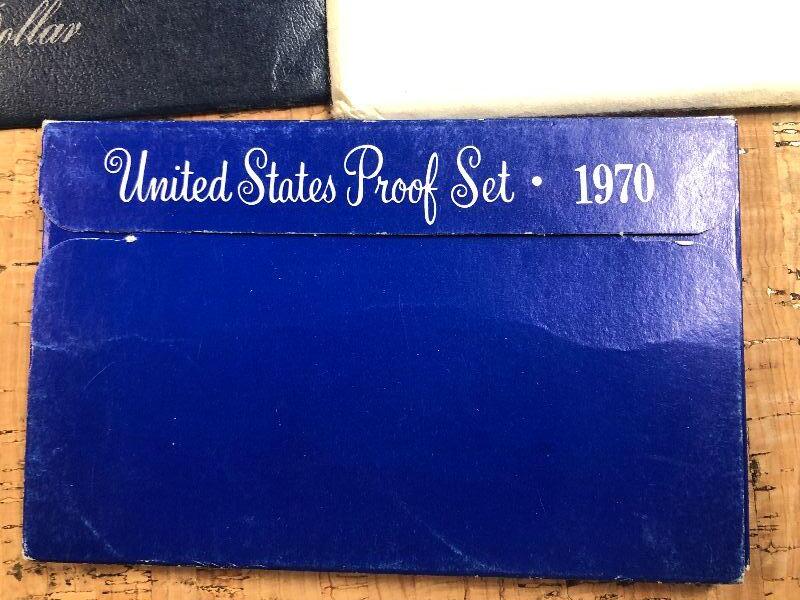 Dollar
United States Proof Set • 1970